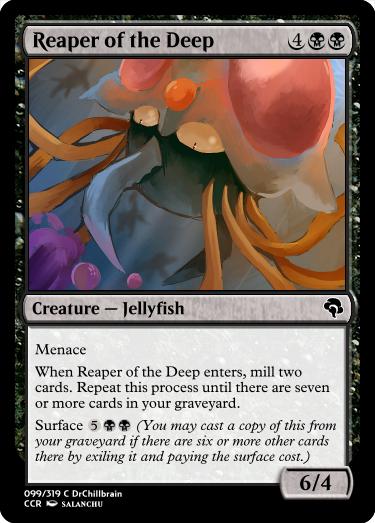 Reaper of the Deep 4
Creature — Jellyfish
Menace
When Reaper of the Deep enters, mill two
cards. Repeat this process until there are seven
or more cards in your graveyard.
Surface 5 (You may cast a copy of this from
your graveyard if there are six or more other cards
there by exiling it and paying the surface cost.)
6/4
099/319 C DrChillbrain
CCR SALANCHU